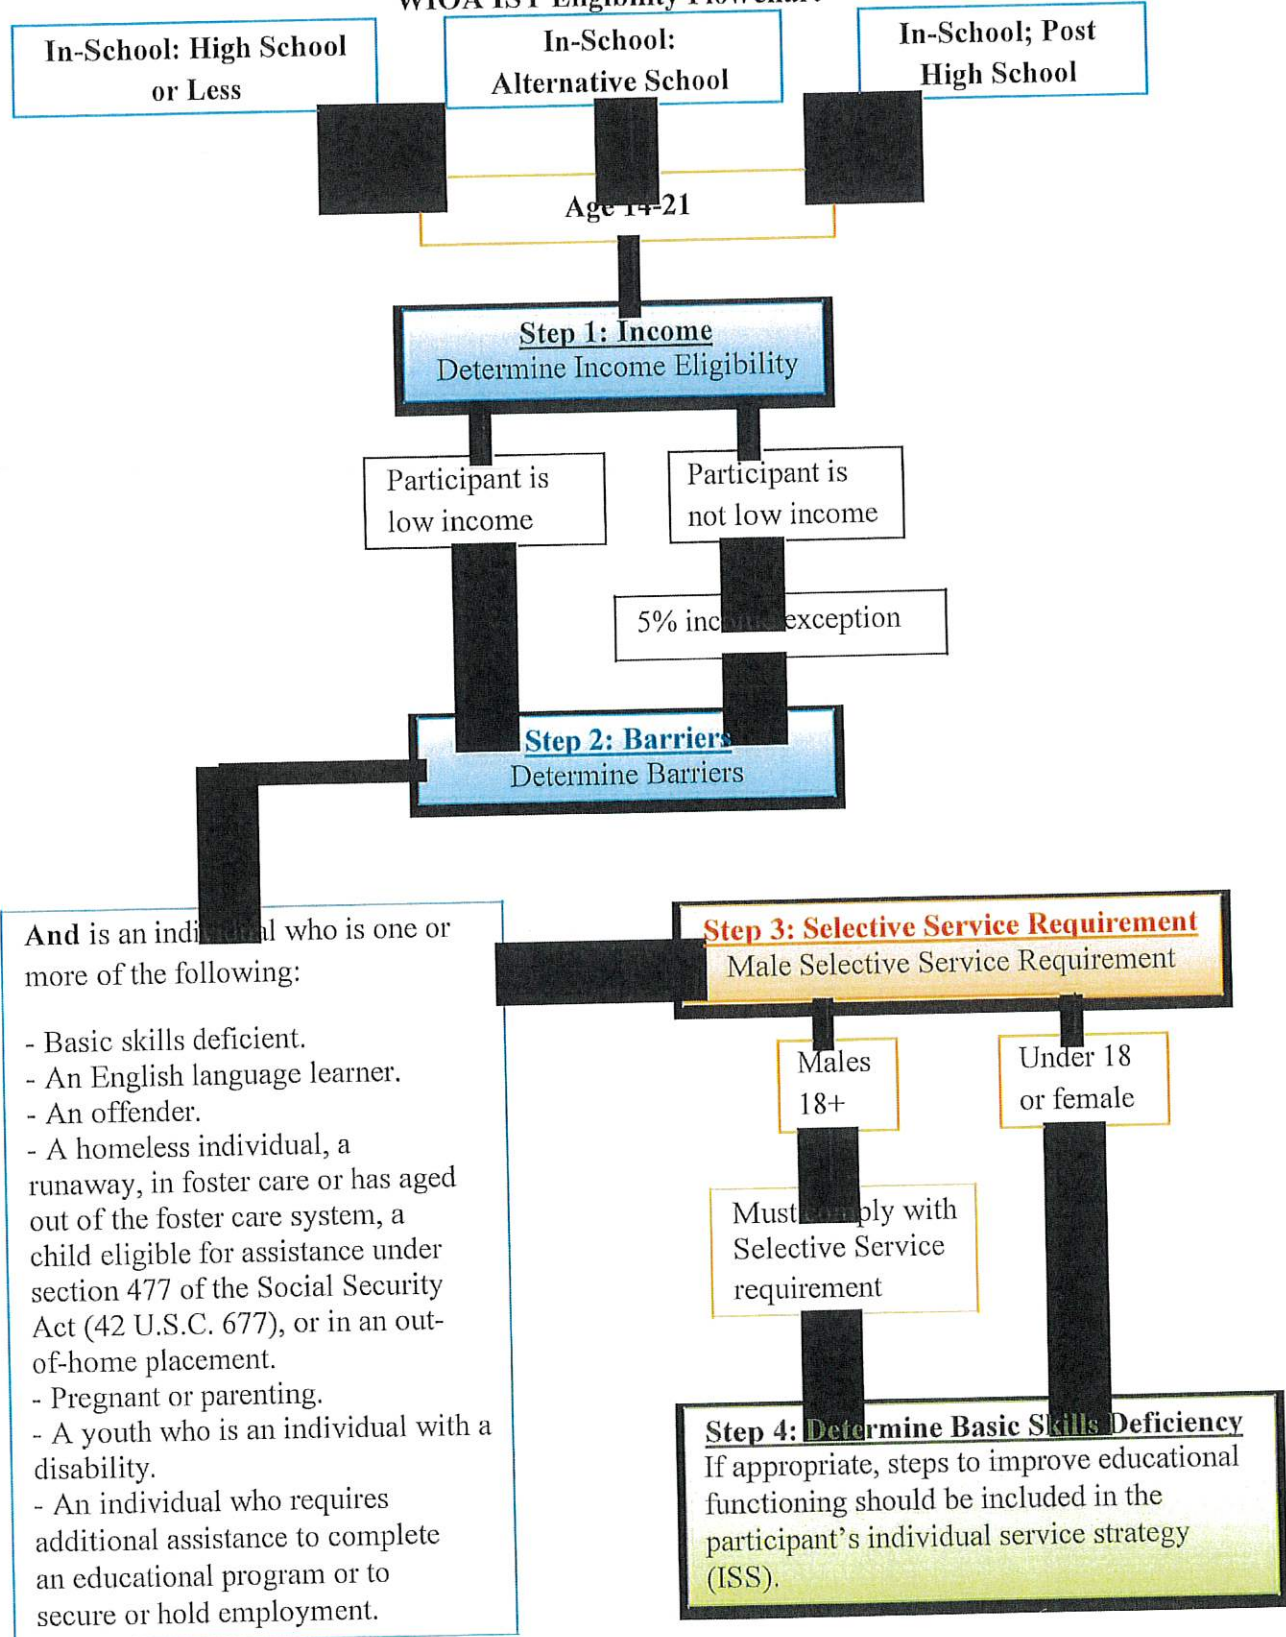 WIOA ISY Eligibility Flowchart
In-School: High School
or Less
In-School:
Alternative School
In-School; Post
High School
Age 14-21
Step 1: Income
Determine Income Eligibility
Participant is
low income
Participant is
not low income
5% exception
Step 2: Barriers
Determine Barriers
And is an who is one or
more of the following:
- Basic skills deficient.
- An English language learner.
- An offender.
- A homeless individual, a
runaway, in foster care or has aged
out of the foster care system, a
child eligible for assistance under
section 477 of the Social Security
Act (42 U.S.C. 677), or in an out-
of-home placement.
- Pregnant or parenting.
- A youth who is an individual with a
disability.
- An individual who requires
additional assistance to complete
an educational program or to
secure or hold employment.
Step 3: Selective Service Requirement
Male Selective Service Requirement
Males
18+
Under 18
or female
Must with
Selective Service
requirement
Step 4: Determine Basic Skills Deficiency
If appropriate, steps to improve educational
functioning should be included in the
participant's individual service strategy
(ISS).